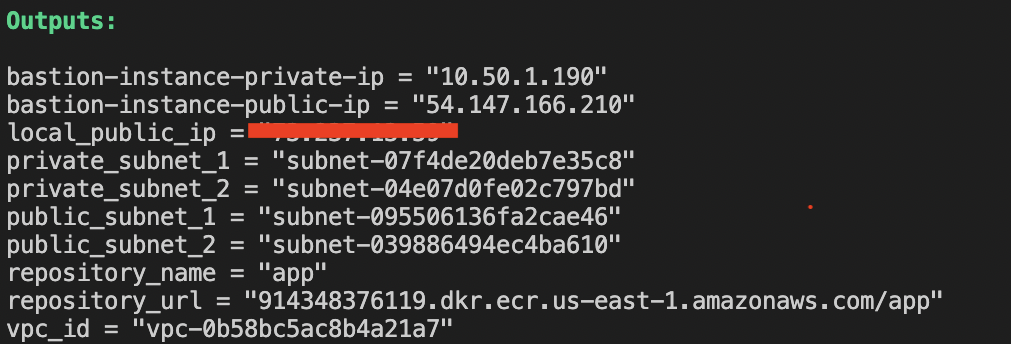 Outputs:
bastion-instance-private-ip = "10.50.1.190"
bastion-instance-public-ip = "54.147.166.210"
local_public_ip =
private_subnet_1 = "subnet-07f4de20deb7e35c8"
private_subnet_2 = "subnet-04e07d0fe02c797bd"
public_subnet_1 = "subnet-095506136fa2cae46"
public_subnet_2 = "subnet-039886494ec4ba610"
repository_name = "app"
repository_url = "914348376119.dkr.ecr.us-east-1.amazonaws.com/app"
vpc_id = "vpc-0b58bc5ac8b4a21a7"